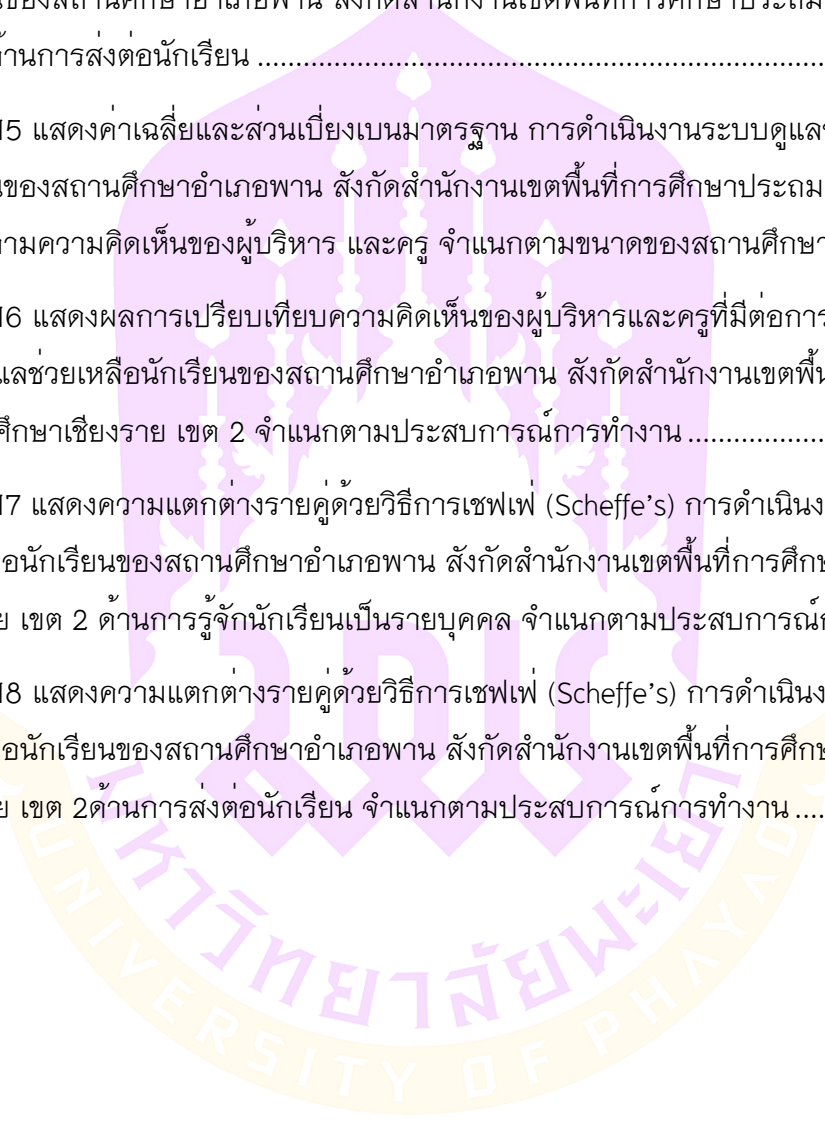 ของสถานศึกษาอำเภอพาน สังกัดสำนักงานเขตพื้นที่การศึกษาประถม
ด้านการส่งต่อนักเรียน ........................................................................
15 แสดงค่าเฉลี่ยและส่วนเบี่ยงเบนมาตรฐาน การดำเนินงานระบบดูแล
ของสถานศึกษาอำเภอพาน สังกัดสำนักงานเขตพื้นที่การศึกษาประถม
ตามความคิดเห็นของผู้บริหาร และครู จำแนกตามขนาดของสถานศึกษา
16 แสดงผลการเปรียบเทียบความคิดเห็นของผู้บริหารและครูที่มีต่อการ
แลช่วยเหลือนักเรียนของสถานศึกษาอำเภอพาน สังกัดสำนักงานเขตพื้น
ศึกษาเชียงราย เขต 2 จำแนกตามประสบการณ์การทำงาน ..................
17 แสดงความแตกต่างรายคู่ด้วยวิธีการเชฟเฟ่ (Scheffe's) การดำเนินง
อนักเรียนของสถานศึกษาอำเภอพาน สังกัดสำนักงานเขตพื้นที่การศึกษ
ย เขต 2 ด้านการรู้จักนักเรียนเป็นรายบุคคล จำแนกตามประสบการณ์ก
18 แสดงความแตกต่างรายคู่ด้วยวิธีการเชฟเฟ่ (Scheffe's) การดำเนินง
อนักเรียนของสถานศึกษาอำเภอพาน สังกัดสำนักงานเขตพื้นที่การศึกษ
ย เขต 2ด้านการส่งต่อนักเรียน จำแนกตามประสบการณ์การทำงาน ....
มหาวิทยาลัยพะเยา
UNIVERSITY OF PHAYAO